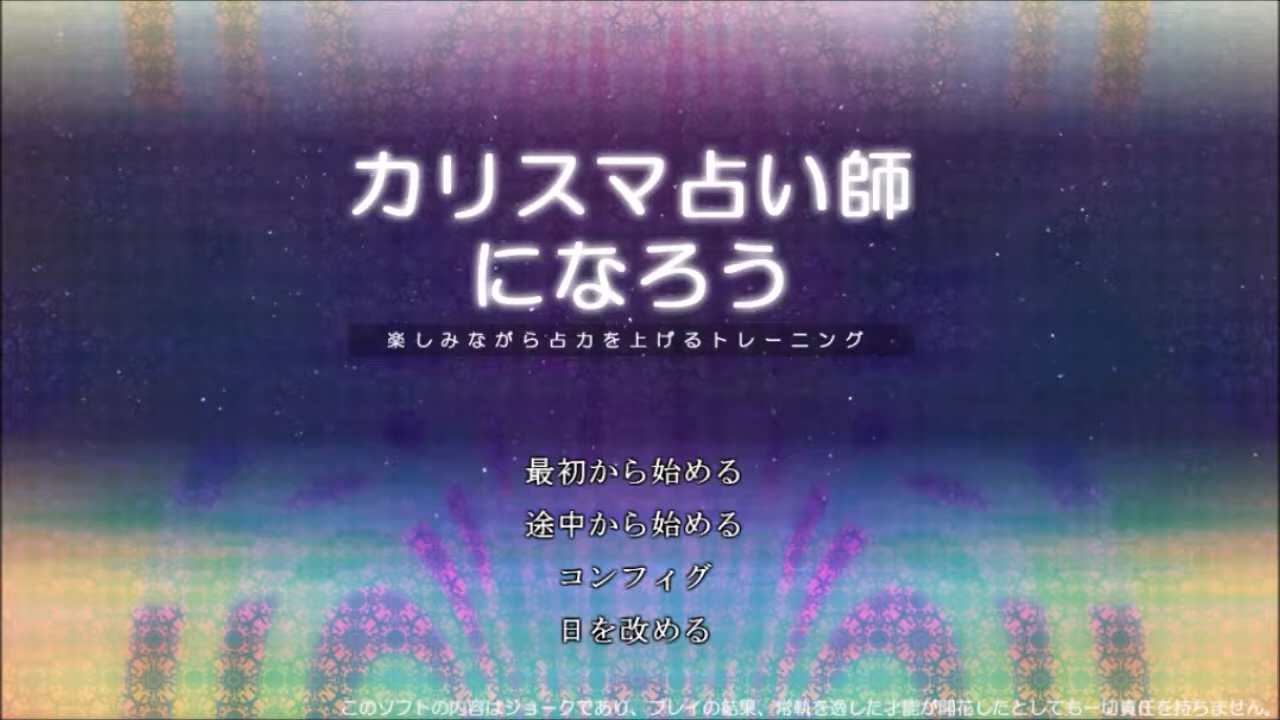 カリスマ占い師
になろう
楽しみながら占力を上げるトレーニング
最初から始める
途中から始める
コンフィグ
日を改める
このソフトの内容はジョークであり、プレイの結果、常軌を逸した才能が開花したとしても一切責任を持ちません。